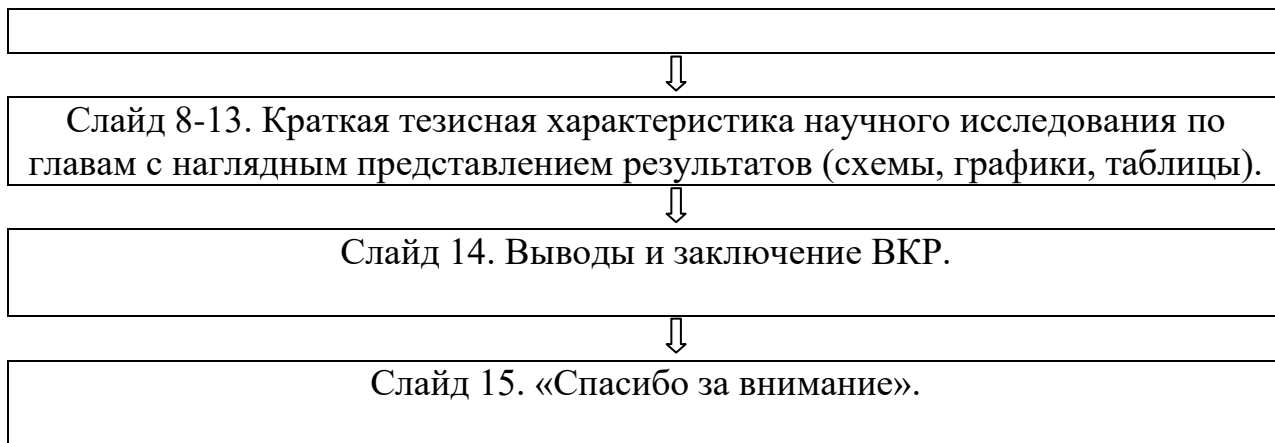 Слайд 8-13. Краткая тезисная характеристика научного исследования по
главам с наглядным представлением результатов (схемы, графики, таблицы).
Слайд 14. Выводы и заключение ВКР.
Слайд 15. «Спасибо за внимание».